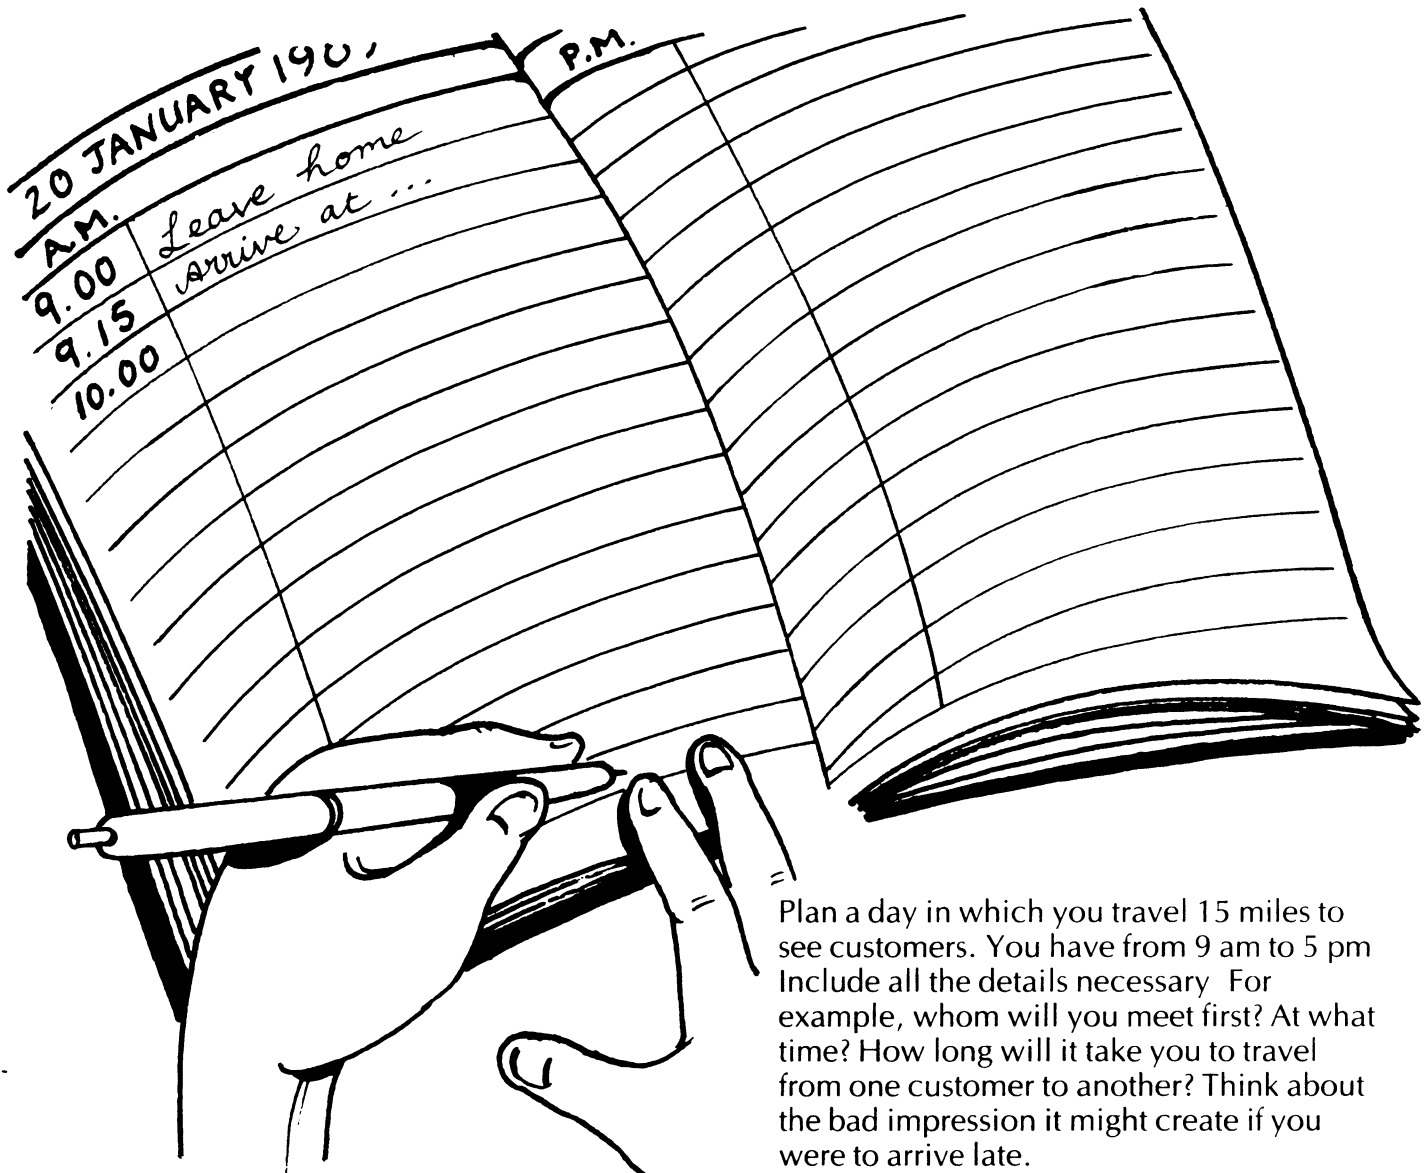 20 JANUARY
A.M.
9.00 Leave home
9.15 Arrive at ...
10.00
P.M.
Plan a day in which you travel 15 miles to
see customers. You have from 9 am to 5 pm
Include all the details necessary For
example, whom will you meet first? At what
time? How long will it take you to travel
from one customer to another? Think about
the bad impression it might create if you
were to arrive late.